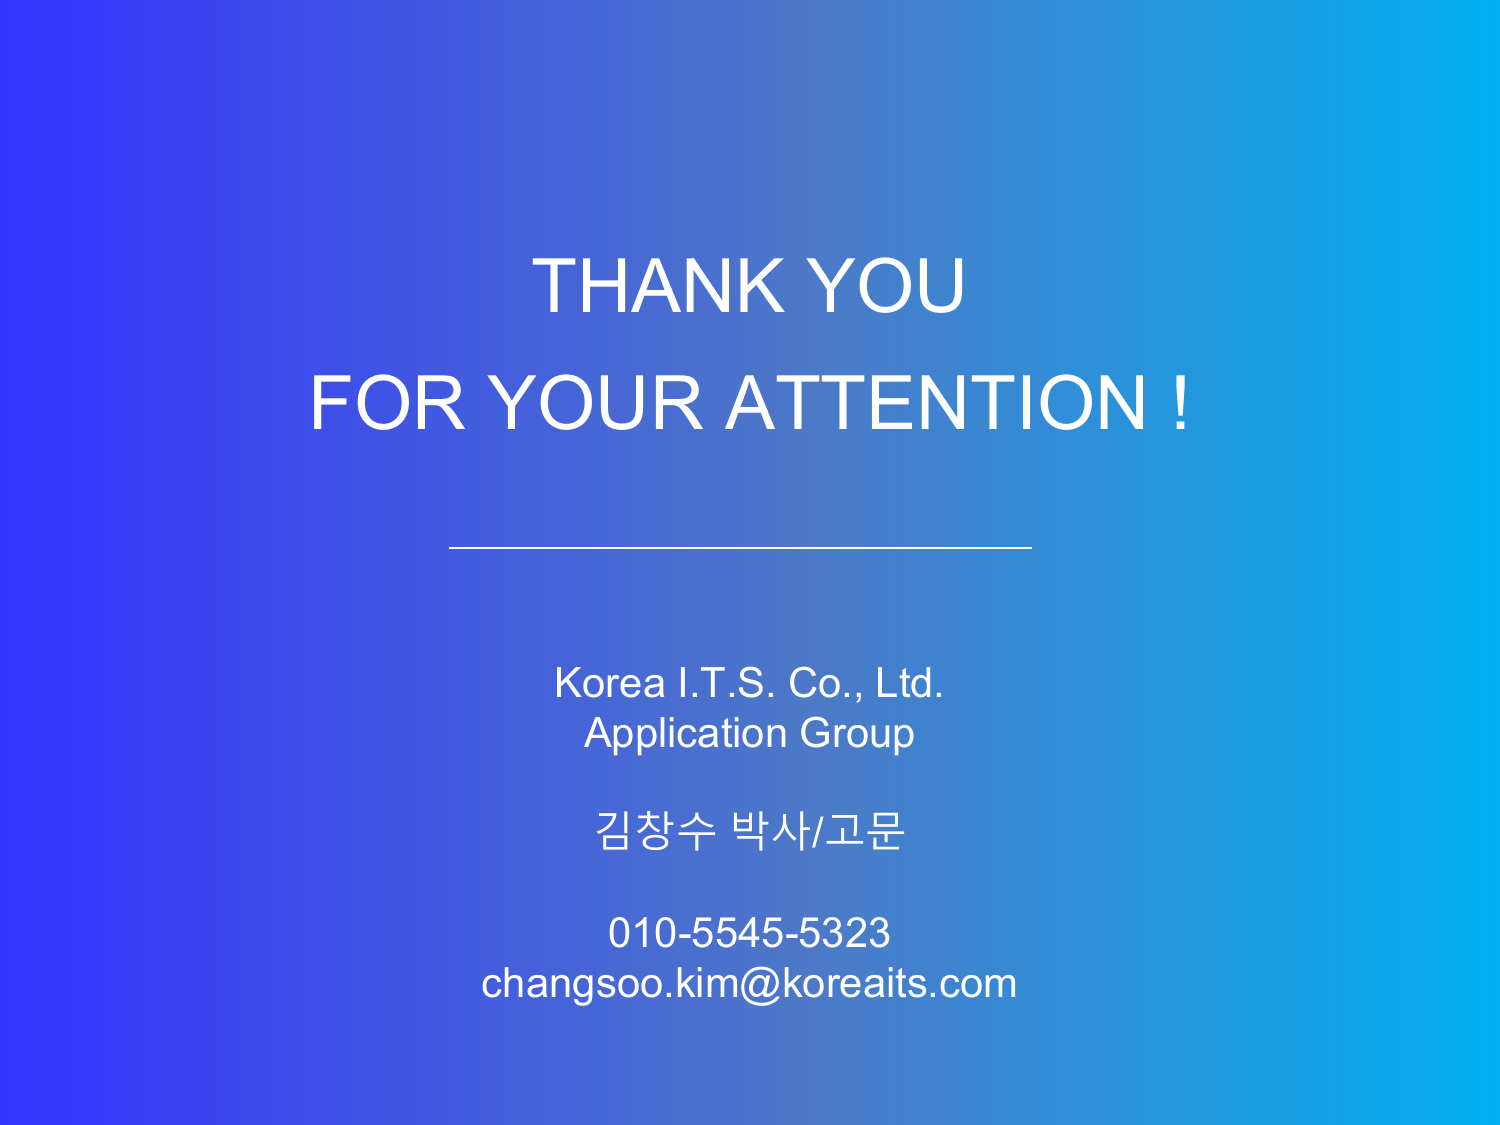 THANK YOU
FOR YOUR ATTENTION !
Korea I.T.S. Co., Ltd.
Application Group
김창수 박사/고문
010-5545-5323
changsoo.kim@koreaits.com